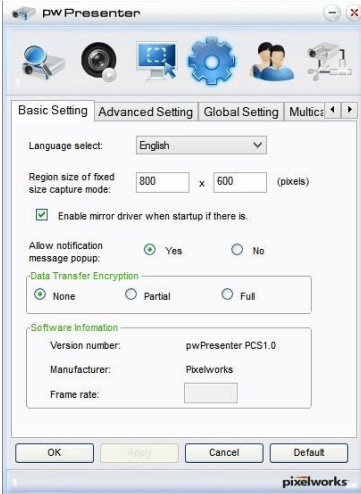 pwPresenter
Basic Setting Advanced Setting Global Setting Multica
Language select: English
Region size of fixed
size capture mode: 800 x 600 (pixels)
Enable mirror driver when startup if there is.
Allow notification
message popup: Yes No
Data Transfer Encryption
None Partial Full
Software Infomation
Version number: pwPresenter PCS1.0
Manufacturer: Pixelworks
Frame rate:
OK Apply Cancel Default
pixelworks